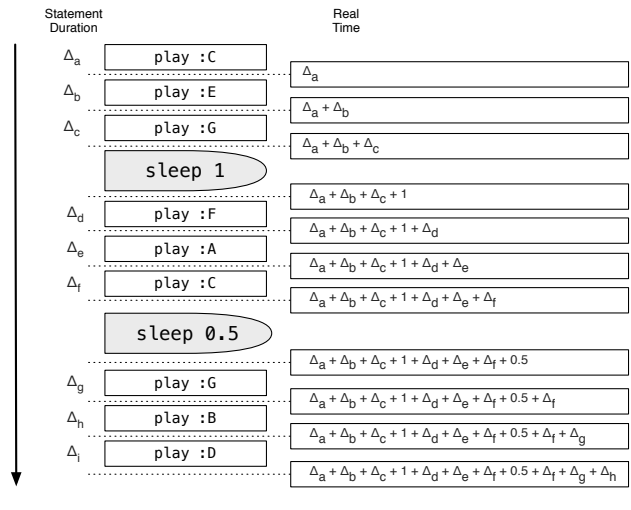 Statement Duration
Real Time
Δa
play :C
Δa
Δb
play :E
Δa + Δb
Δc
play :G
Δa + Δb + Δc
sleep 1
Δa + Δb + Δc + 1
Δd
play :F
Δa + Δb + Δc + 1 + Δd
Δe
play :A
Δa + Δb + Δc + 1 + Δd + Δe
Δf
play :C
Δa + Δb + Δc + 1 + Δd + Δe + Δf
sleep 0.5
Δa + Δb + Δc + 1 + Δd + Δe + Δf + 0.5
Δg
play :G
Δa + Δb + Δc + 1 + Δd + Δe + Δf + 0.5 + Δf
Δh
play :B
Δa + Δb + Δc + 1 + Δd + Δe + Δf + 0.5 + Δf + Δg
Δi
play :D
Δa + Δb + Δc + 1 + Δd + Δe + Δf + 0.5 + Δf + Δg + Δh